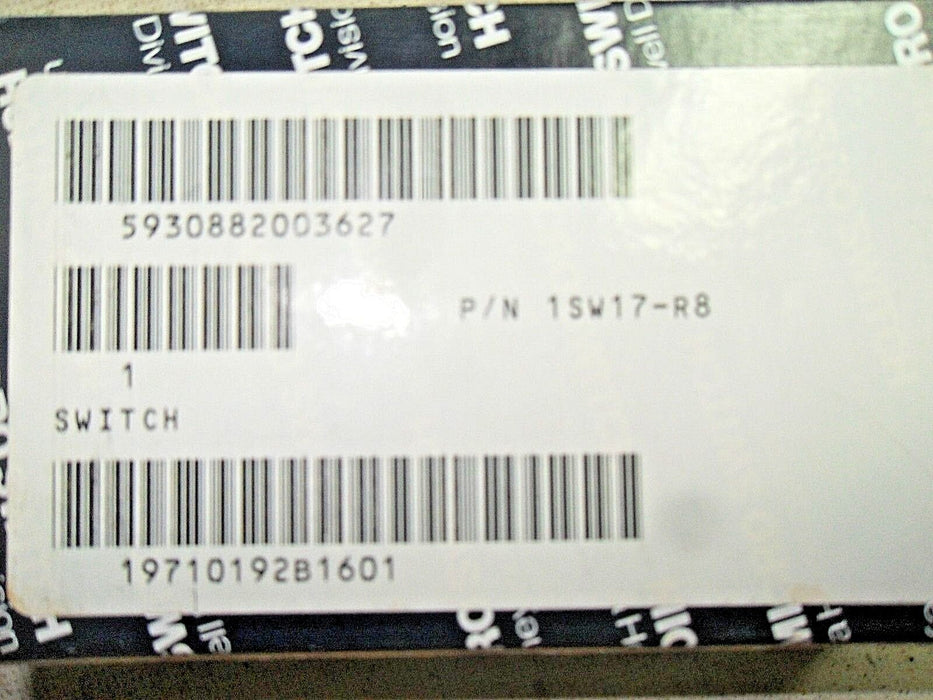 5930882003627
P/N 1SW17-R8
1
SWITCH
19710192B1601